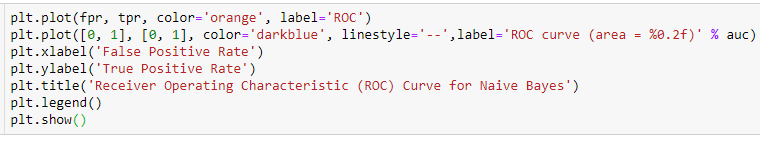 plt.plot(fpr, tpr, color='orange', label='ROC')
plt.plot([0, 1], [0, 1], color='darkblue', linestyle='--',label='ROC curve (area = %0.2f)' % auc)
plt.xlabel('False Positive Rate')
plt.ylabel('True Positive Rate')
plt.title('Receiver Operating Characteristic (ROC) Curve for Naive Bayes')
plt.legend()
plt.show()